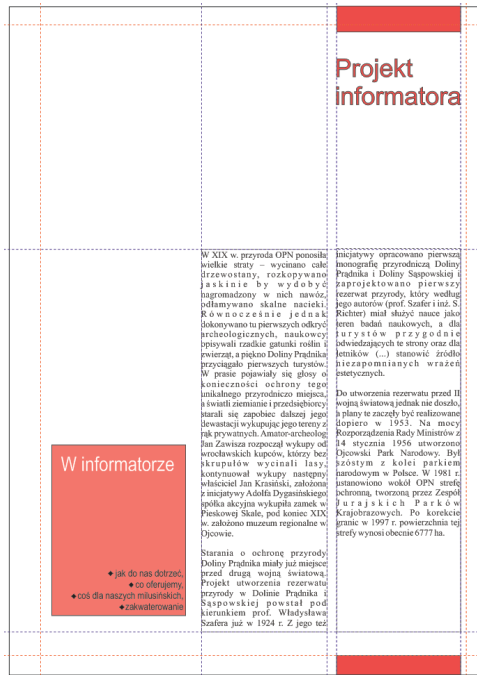 Projekt
informatora
W XIX w. przyroda OPN ponosiła
wielkie straty – wycinano całe
drzewostany, rozkopywano
jaskinie by wydobyć
nagromadzony w nich nawóz,
odłamywano skalne nacieki.
Równocześnie jednak
dokonywano tu pierwszych odkryć
archeologicznych, naukowcy
opisywali rzadkie gatunki roślin i
zwierząt, a piękno Doliny Prądnika
przyciągało pierwszych turystów.
W prasie pojawiały się głosy o
konieczności ochrony tego
unikalnego przyrodniczo miejsca,
a światli ziemianie i przedsiębiorcy
starali się zapobiec dalszej jego
dewastacji wykupując jego tereny z
rąk prywatnych. Amator-archeolog
Jan Zawisza rozpoczął wykupy od
wrocławskich kupców, którzy bez
skrupułów wycinali lasy,
kontynuował wykupy następny
właściciel Jan Krasiński, założona
z inicjatywy Adolfa Dygasińskiego
spółka akcyjna wykupiła zamek w
Pieskowej Skale, pod koniec XIX
w. założono muzeum regionalne w
Ojcowie.
Starania o ochronę przyrody
Doliny Prądnika miały już miejsce
przed drugą wojną światową.
Projekt utworzenia rezerwatu
przyrody w Dolinie Prądnika i
Sąspowskiej powstał pod
kierunkiem prof. Władysława
Szafera już w 1924 r. Z jego też
inicjatywy opracowano pierwszą
monografię przyrodniczą Doliny
Prądnika i Doliny Sąspowskiej i
zaprojektowano pierwszy
rezerwat przyrody, który według
jego autorów (prof. Szafer i inż. S.
Richter) miał służyć nauce jako
teren badań naukowych, a dla
turystów przygodnie
odwiedzających te strony oraz dla
letników (...) stanowić źródło
niezapomnianych wrażeń
estetycznych.
Do utworzenia rezerwatu przed II
wojną światową jednak nie doszło,
a plany te zaczęły być realizowane
dopiero w 1953. Na mocy
Rozporządzenia Rady Ministrów z
14 stycznia 1956 utworzono
Ojcowski Park Narodowy. Był
szóstym z kolei parkiem
narodowym w Polsce. W 1981 r.
ustanowiono wokół OPN strefę
ochronną, tworzoną przez Zespół
Jurajskich Parków
Krajobrazowych. Po korekcie
granic w 1997 r. powierzchnia tej
strefy wynosi obecnie 6777 ha.
W informatorze
◆ jak do nas dotrzeć,
◆ co oferujemy,
◆ coś dla naszych milusińskich,
◆ zakwaterowanie